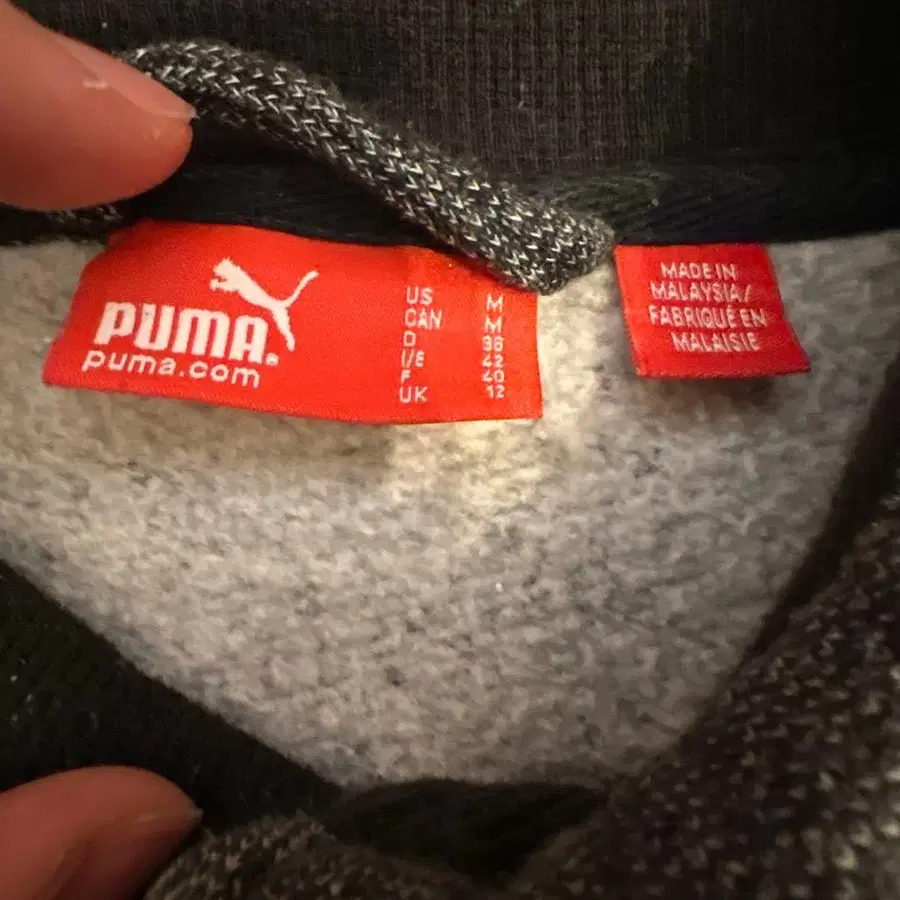 PUMA®
puma.com
US M
CAN M
D 38
I/E 42
F 40
UK 12
MADE IN
MALAYSIA/
FABRIQUÉ EN
MALAISIE